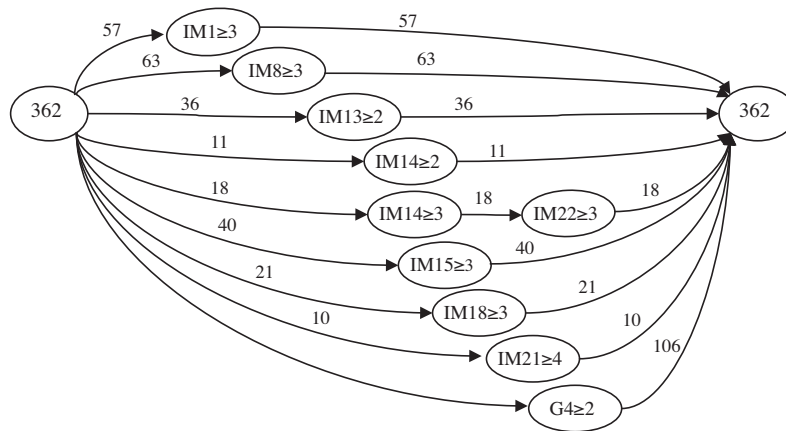 57 IM1≥3 57
63 IM8≥3 63
362 36 IM13≥2 36 362
11 IM14≥2 11
18 IM14≥3 18 IM22≥3 18
40 IM15≥3 40
21 IM18≥3 21
10 IM21≥4 10
G4≥2 106